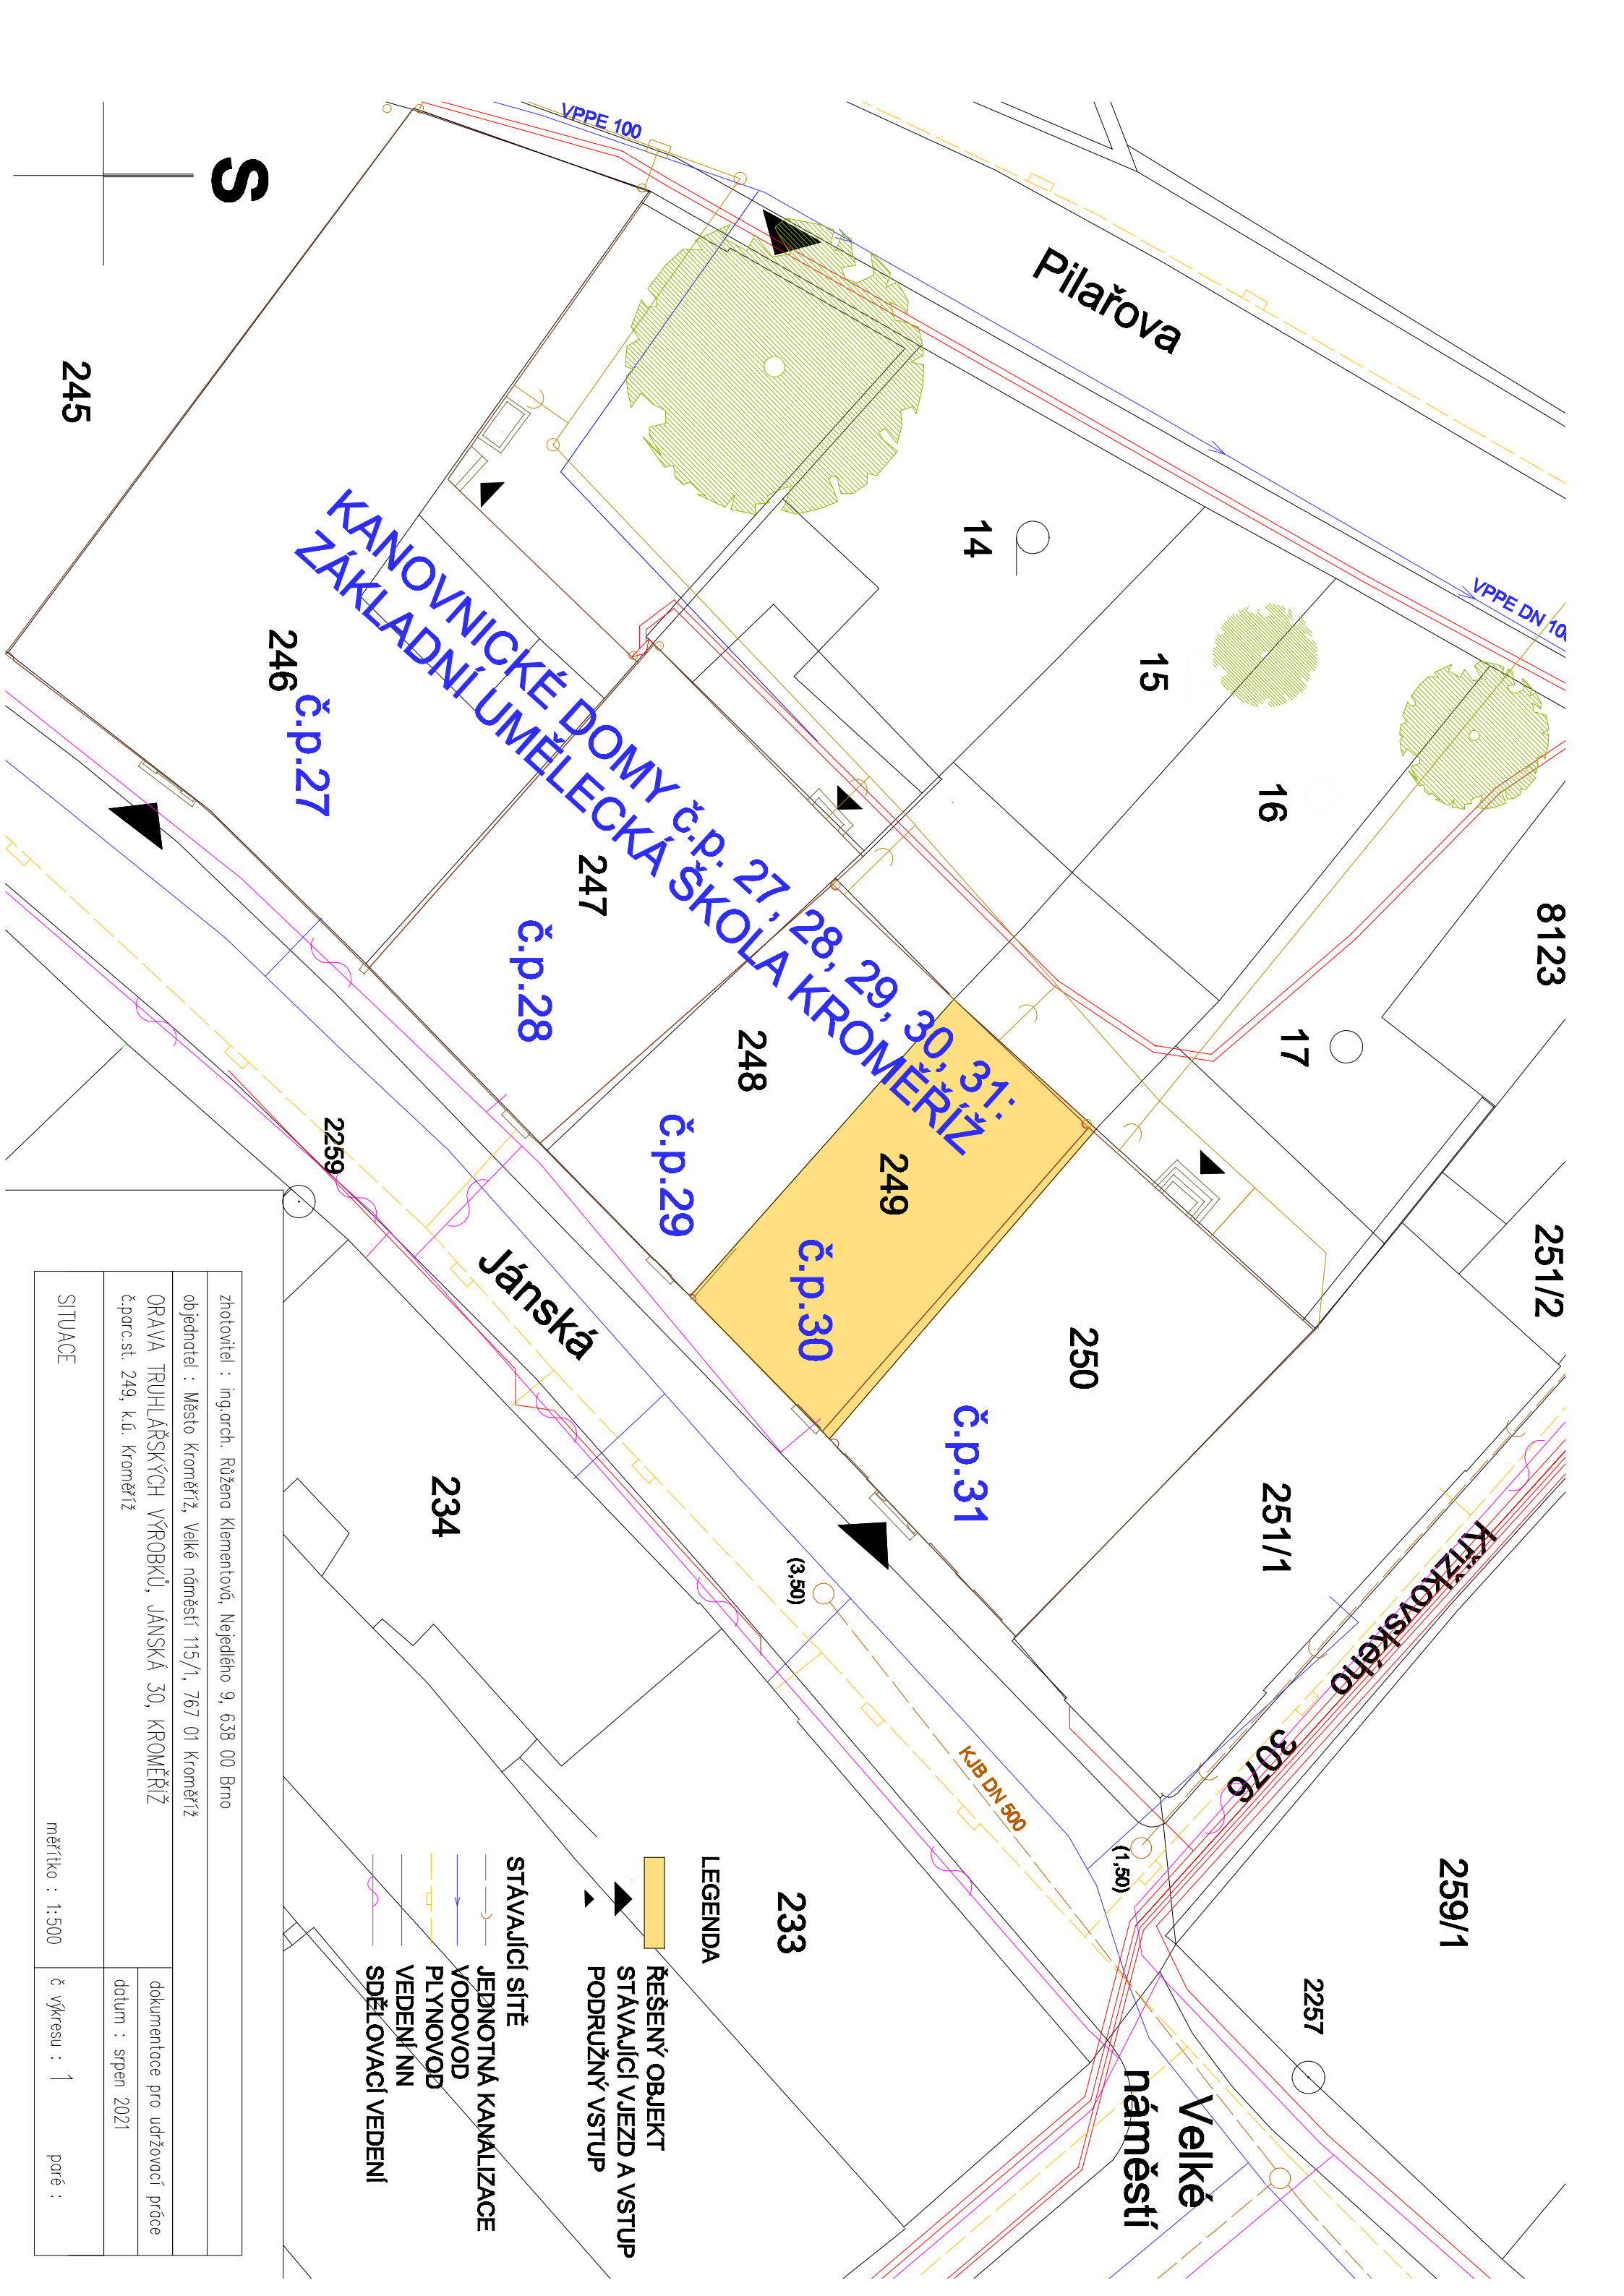 S
VPPE 100
Pilařova
VPPE DN 100
14
15
16
17
8123
251/2
245
246
č.p.27
KANOVNICKÉ DOMY č.p. 27, 28, 29, 30, 31:
ZÁKLADNÍ UMĚLECKÁ ŠKOLA KROMĚŘÍŽ
247
č.p.28
248
č.p.29
249
č.p.30
250
č.p.31
251/1
Křížkovského
3076
259/1
2257
2259
Jánská
234
(3,50)
KJB DN 500
(1,50)
233
Velké
náměstí
LEGENDA
ŘEŠENÝ OBJEKT
STÁVAJÍCÍ VJEZD A VSTUP
PODRUŽNÝ VSTUP
STÁVAJÍCÍ SÍTĚ
JEDNOTNÁ KANALIZACE
VODOVOD
PLYNOVOD
VEDENÍ NN
SDĚLOVACÍ VEDENÍ
zhotovitel : ing.arch. Růžena Klementová, Nejedlého 9, 638 00 Brno
objednatel : Město Kroměříž, Velké náměstí 115/1, 767 01 Kroměříž
ORAVA TRUHLÁŘSKÝCH VÝROBKŮ, JÁNSKÁ 30, KROMĚŘÍŽ
č.parc.st. 249, k.ú. Kroměříž
dokumentace pro udržovací práce
datum : srpen 2021
SITUACE
měřítko : 1:500
č výkresu : 1
paré :